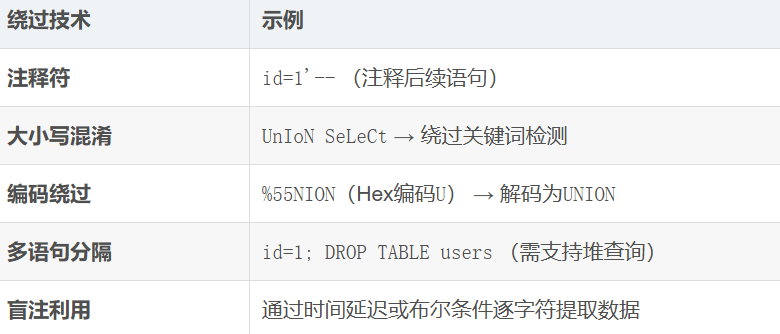 绕过技术 示例
注释符 id=1'-- （注释后续语句）
大小写混淆 UnIoN SeLeCt → 绕过关键词检测
编码绕过 %55NION（Hex编码U） → 解码为UNION
多语句分隔 id=1; DROP TABLE users （需支持堆查询）
盲注利用 通过时间延迟或布尔条件逐字符提取数据